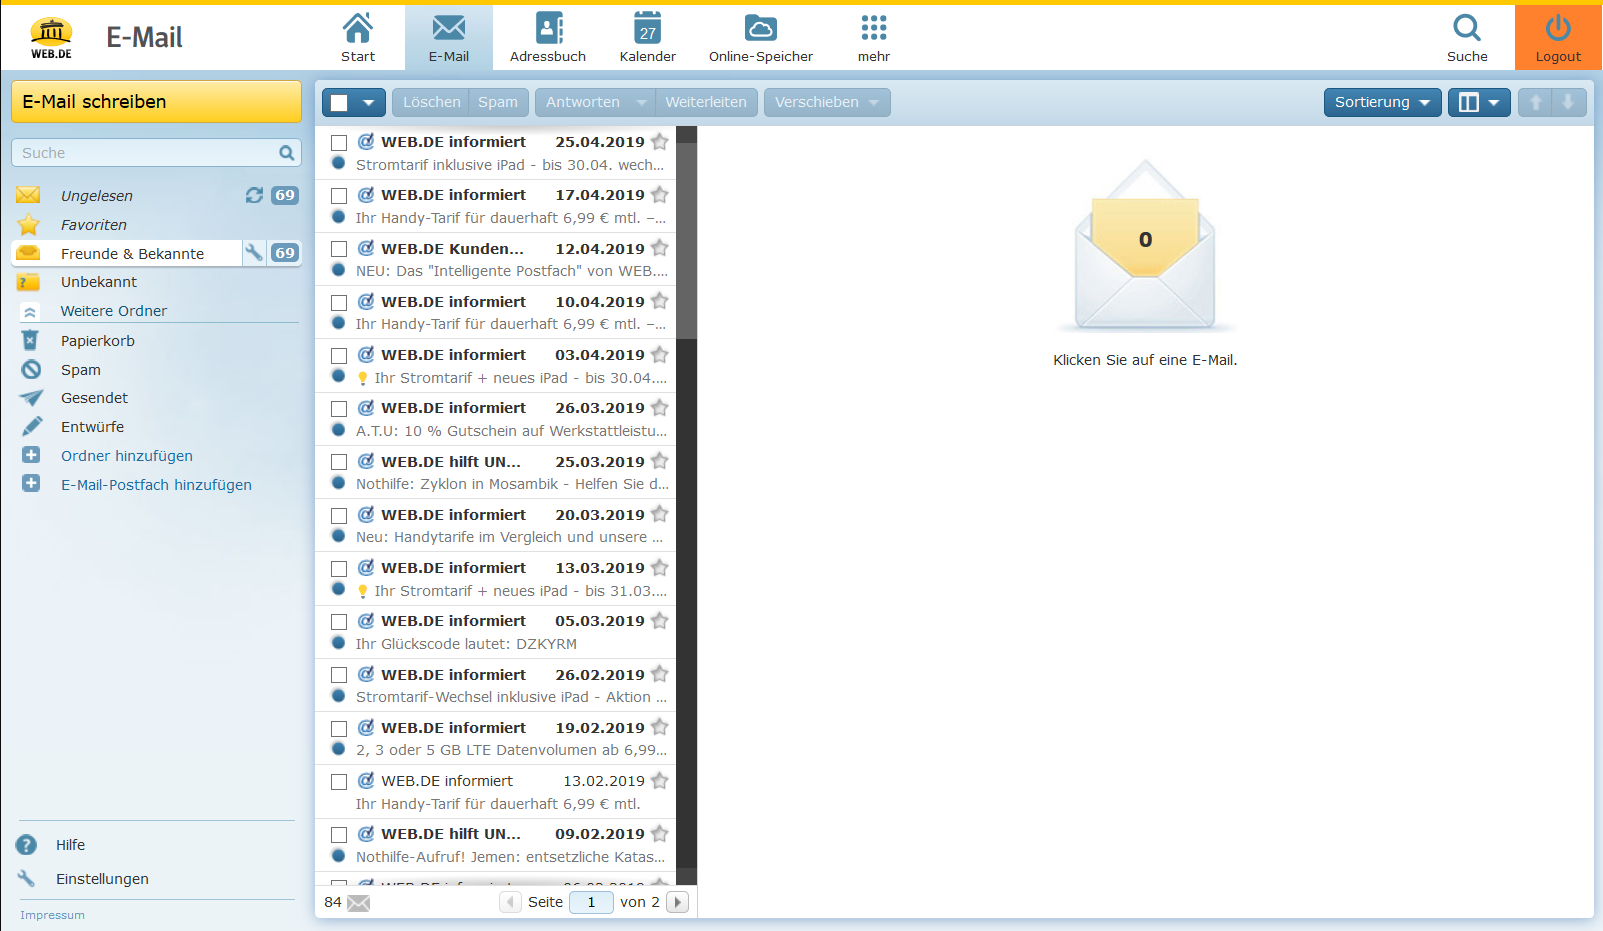 WEB.DE
E-Mail
Start
E-Mail
Adressbuch
27
Kalender
Online-Speicher
mehr
Suche
Logout
E-Mail schreiben
Suche
Ungelesen 69
Favoriten
Freunde & Bekannte 69
Unbekannt
Weitere Ordner
Papierkorb
Spam
Gesendet
Entwürfe
Ordner hinzufügen
E-Mail-Postfach hinzufügen
Hilfe
Einstellungen
Impressum
Löschen Spam Antworten Weiterleiten Verschieben Sortierung
WEB.DE informiert 25.04.2019
Stromtarif inklusive iPad - bis 30.04. wech...
WEB.DE informiert 17.04.2019
Ihr Handy-Tarif für dauerhaft 6,99 € mtl. –...
WEB.DE Kunden... 12.04.2019
NEU: Das "Intelligente Postfach" von WEB....
WEB.DE informiert 10.04.2019
Ihr Handy-Tarif für dauerhaft 6,99 € mtl. –...
WEB.DE informiert 03.04.2019
Ihr Stromtarif + neues iPad - bis 30.04....
WEB.DE informiert 26.03.2019
A.T.U: 10 % Gutschein auf Werkstattleistu...
WEB.DE hilft UN... 25.03.2019
Nothilfe: Zyklon in Mosambik - Helfen Sie d...
WEB.DE informiert 20.03.2019
Neu: Handytarife im Vergleich und unsere ...
WEB.DE informiert 13.03.2019
Ihr Stromtarif + neues iPad - bis 31.03....
WEB.DE informiert 05.03.2019
Ihr Glückscode lautet: DZKYRM
WEB.DE informiert 26.02.2019
Stromtarif-Wechsel inklusive iPad - Aktion ...
WEB.DE informiert 19.02.2019
2, 3 oder 5 GB LTE Datenvolumen ab 6,99...
WEB.DE informiert 13.02.2019
Ihr Handy-Tarif für dauerhaft 6,99 € mtl.
WEB.DE hilft UN... 09.02.2019
Nothilfe-Aufruf! Jemen: entsetzliche Katas...
WEB.DE informiert
84 Seite 1 von 2
0
Klicken Sie auf eine E-Mail.